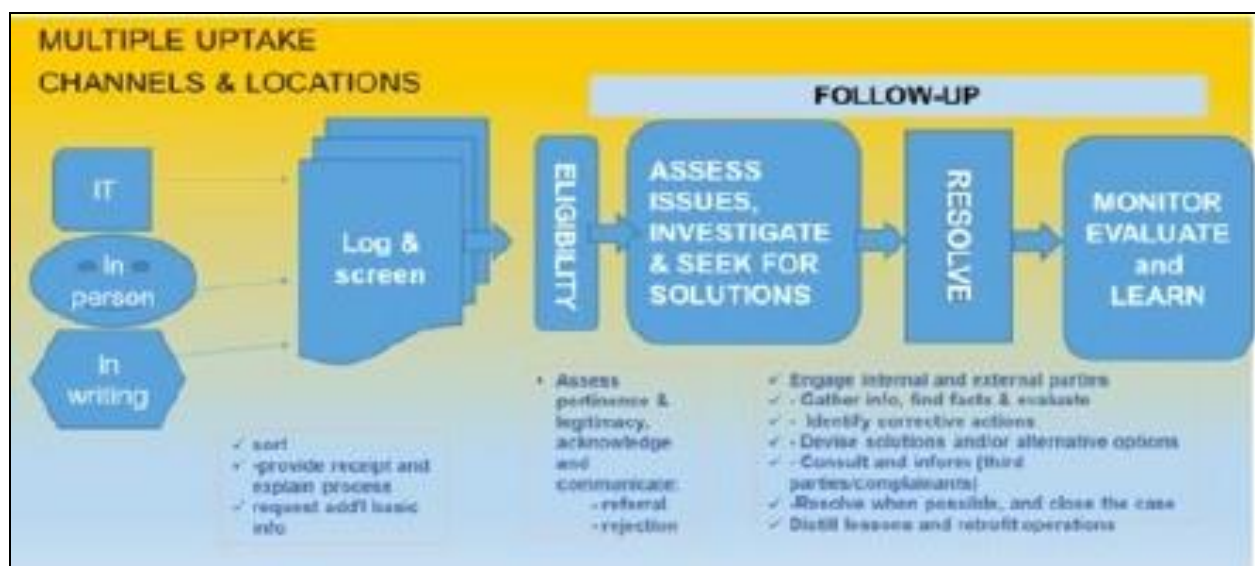 MULTIPLE UPTAKE
CHANNELS & LOCATIONS
FOLLOW-UP
IT
In
person
In
writing
Log &
screen
ELIGIBILITY
ASSESS
ISSUES,
INVESTIGATE
& SEEK FOR
SOLUTIONS
RESOLVE
MONITOR
EVALUATE
and
LEARN
✓ sort
✓ -provide receipt and
explain process
✓ request add'l basic
info
• Assess
pertinence &
legitimacy,
acknowledge
and
communicate:
- referral
- rejection
✓ Engage internal and external parties
✓ - Gather info, find facts & evaluate
✓ - Identify corrective actions
✓ - Devise solutions and/or alternative options
✓ - Consult and inform (third
parties/complainants)
✓ -Resolve when possible, and close the case
✓ Distill lessons and retrofit operations